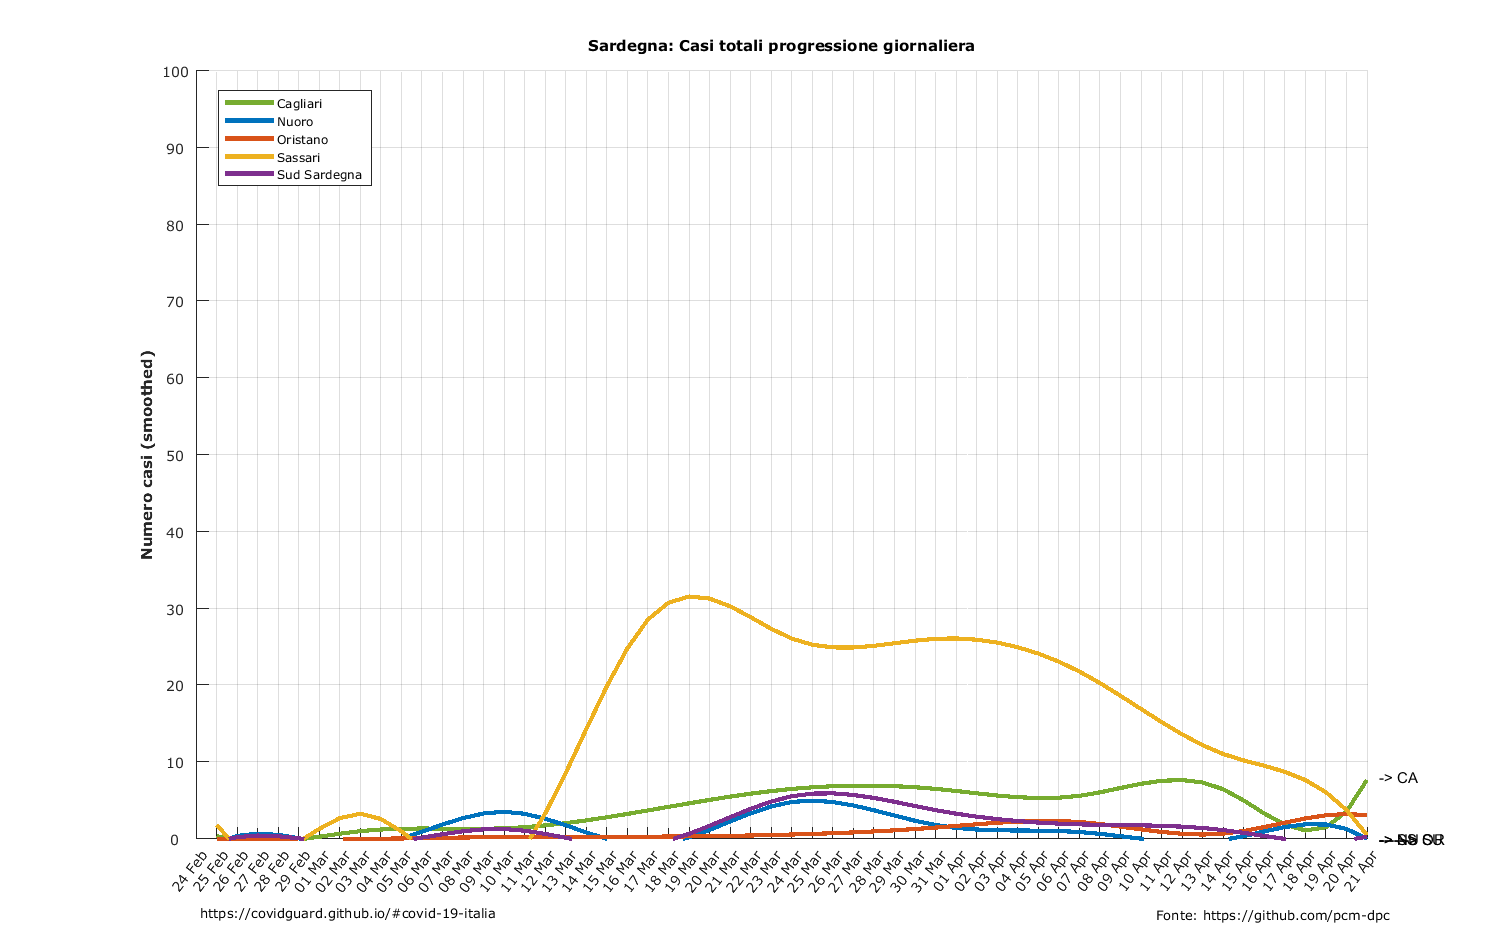 Sardegna: Casi totali progressione giornaliera
100
90
80
70
60
50
40
30
20
10
0
Numero casi (smoothed)
Cagliari
Nuoro
Oristano
Sassari
Sud Sardegna
-> CA
24 Feb
25 Feb
26 Feb
27 Feb
28 Feb
29 Feb
01 Mar
02 Mar
03 Mar
04 Mar
05 Mar
06 Mar
07 Mar
08 Mar
09 Mar
10 Mar
11 Mar
12 Mar
13 Mar
14 Mar
15 Mar
16 Mar
17 Mar
18 Mar
19 Mar
20 Mar
21 Mar
22 Mar
23 Mar
24 Mar
25 Mar
26 Mar
27 Mar
28 Mar
29 Mar
30 Mar
31 Mar
01 Apr
02 Apr
03 Apr
04 Apr
05 Apr
06 Apr
07 Apr
08 Apr
09 Apr
10 Apr
11 Apr
12 Apr
13 Apr
14 Apr
15 Apr
16 Apr
17 Apr
18 Apr
19 Apr
20 Apr
21 Apr
https://covidguard.github.io/#covid-19-italia
Fonte: https://github.com/pcm-dpc